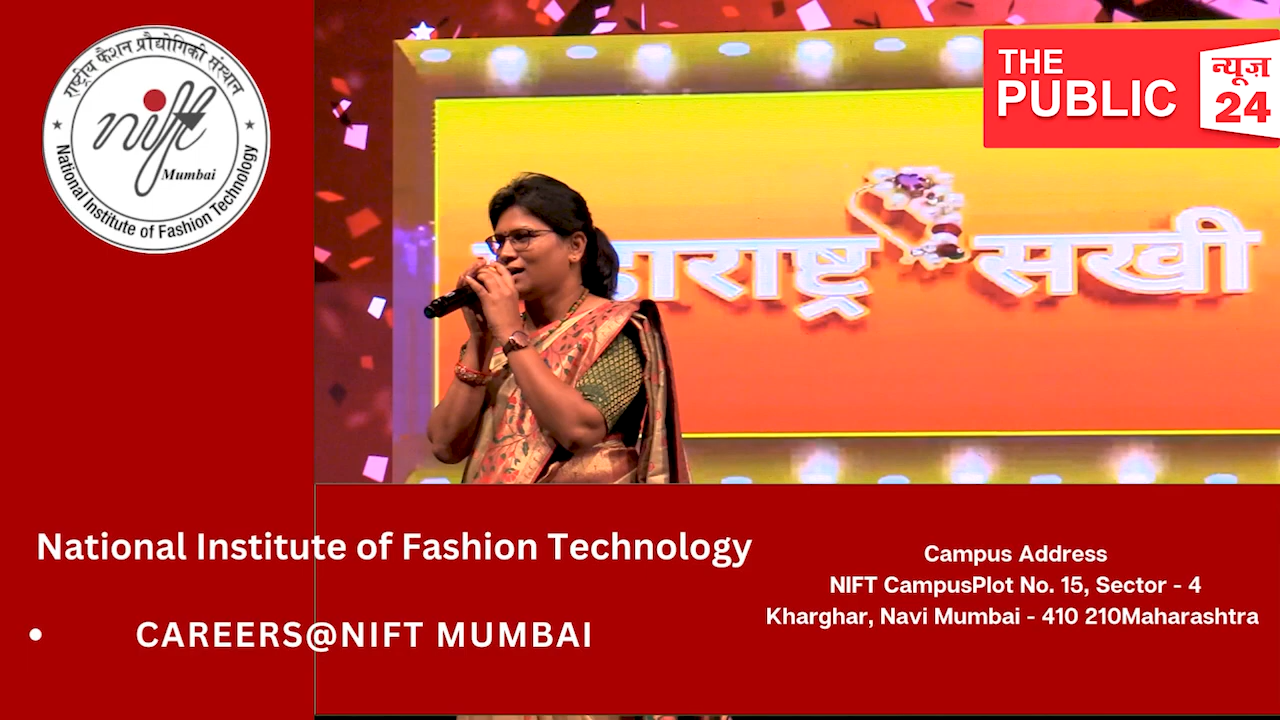 राष्ट्रीय फैशन प्रौद्योगिकी संस्थान
nift
Mumbai
National Institute of Fashion Technology
THE
PUBLIC
न्यूज़
24
महाराष्ट्र सखी
National Institute of Fashion Technology
• CAREERS@NIFT MUMBAI
Campus Address
NIFT CampusPlot No. 15, Sector - 4
Kharghar, Navi Mumbai - 410 210Maharashtra